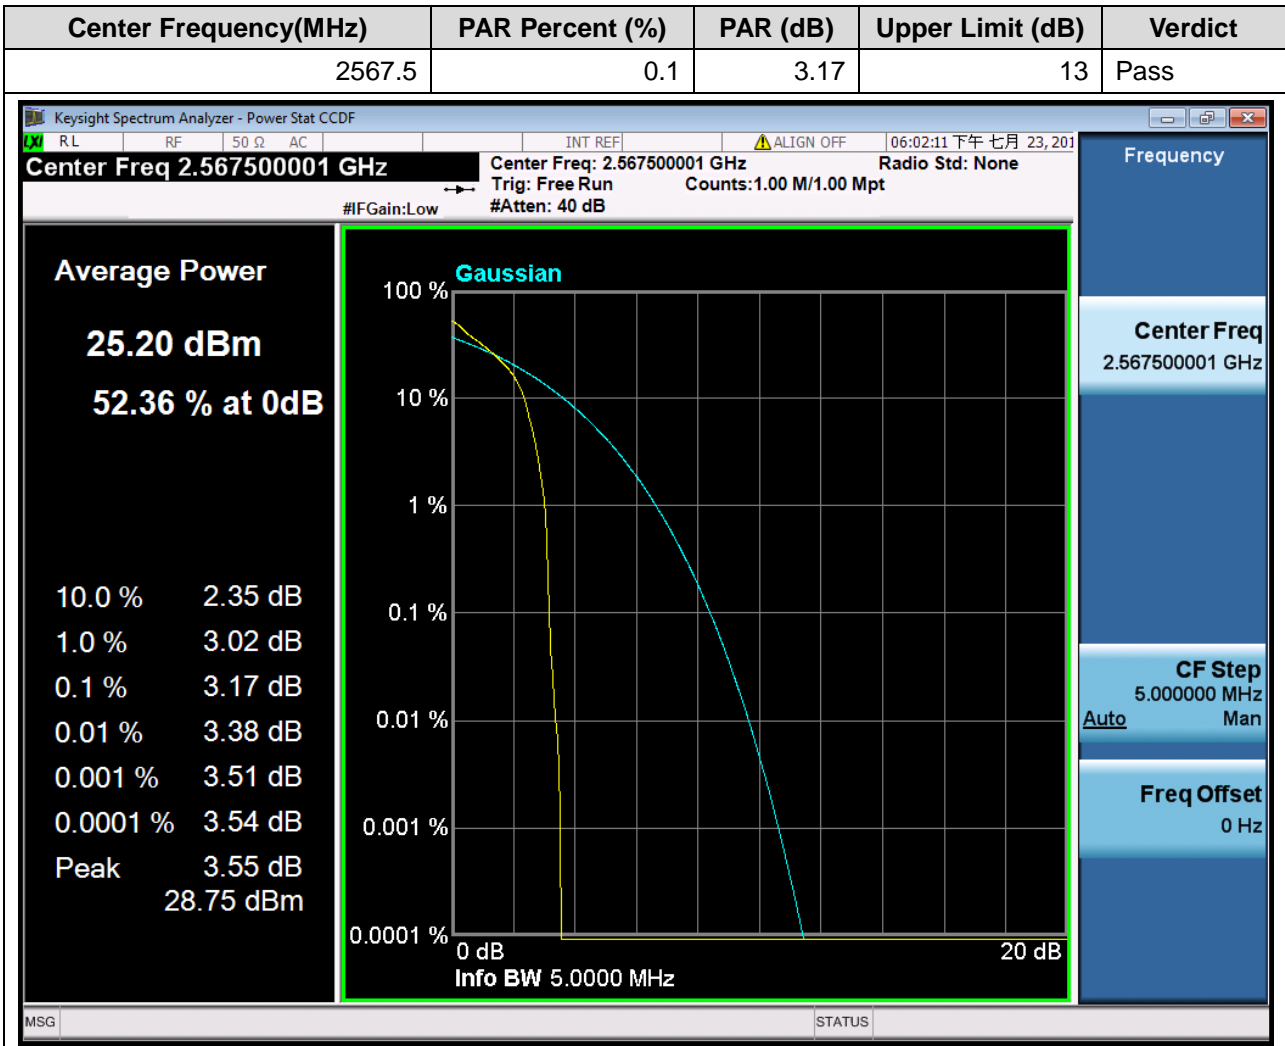 Center Frequency(MHz) PAR Percent (%) PAR (dB) Upper Limit (dB) Verdict
2567.5 0.1 3.17 13 Pass
Keysight Spectrum Analyzer - Power Stat CCDF
LXI RL RF 50 Ω AC INT REF ALIGN OFF 06:02:11 下午 七月 23, 201
Center Freq 2.567500001 GHz
Center Freq: 2.567500001 GHz Radio Std: None
Trig: Free Run Counts:1.00 M/1.00 Mpt
#IFGain:Low #Atten: 40 dB
Average Power
25.20 dBm
52.36 % at 0dB
10.0 % 2.35 dB
1.0 % 3.02 dB
0.1 % 3.17 dB
0.01 % 3.38 dB
0.001 % 3.51 dB
0.0001 % 3.54 dB
Peak 3.55 dB
28.75 dBm
Gaussian
100 %
10 %
1 %
0.1 %
0.01 %
0.001 %
0.0001 %
0 dB 20 dB
Info BW 5.0000 MHz
Frequency
Center Freq
2.567500001 GHz
CF Step
5.000000 MHz
Auto Man
Freq Offset
0 Hz
MSG STATUS